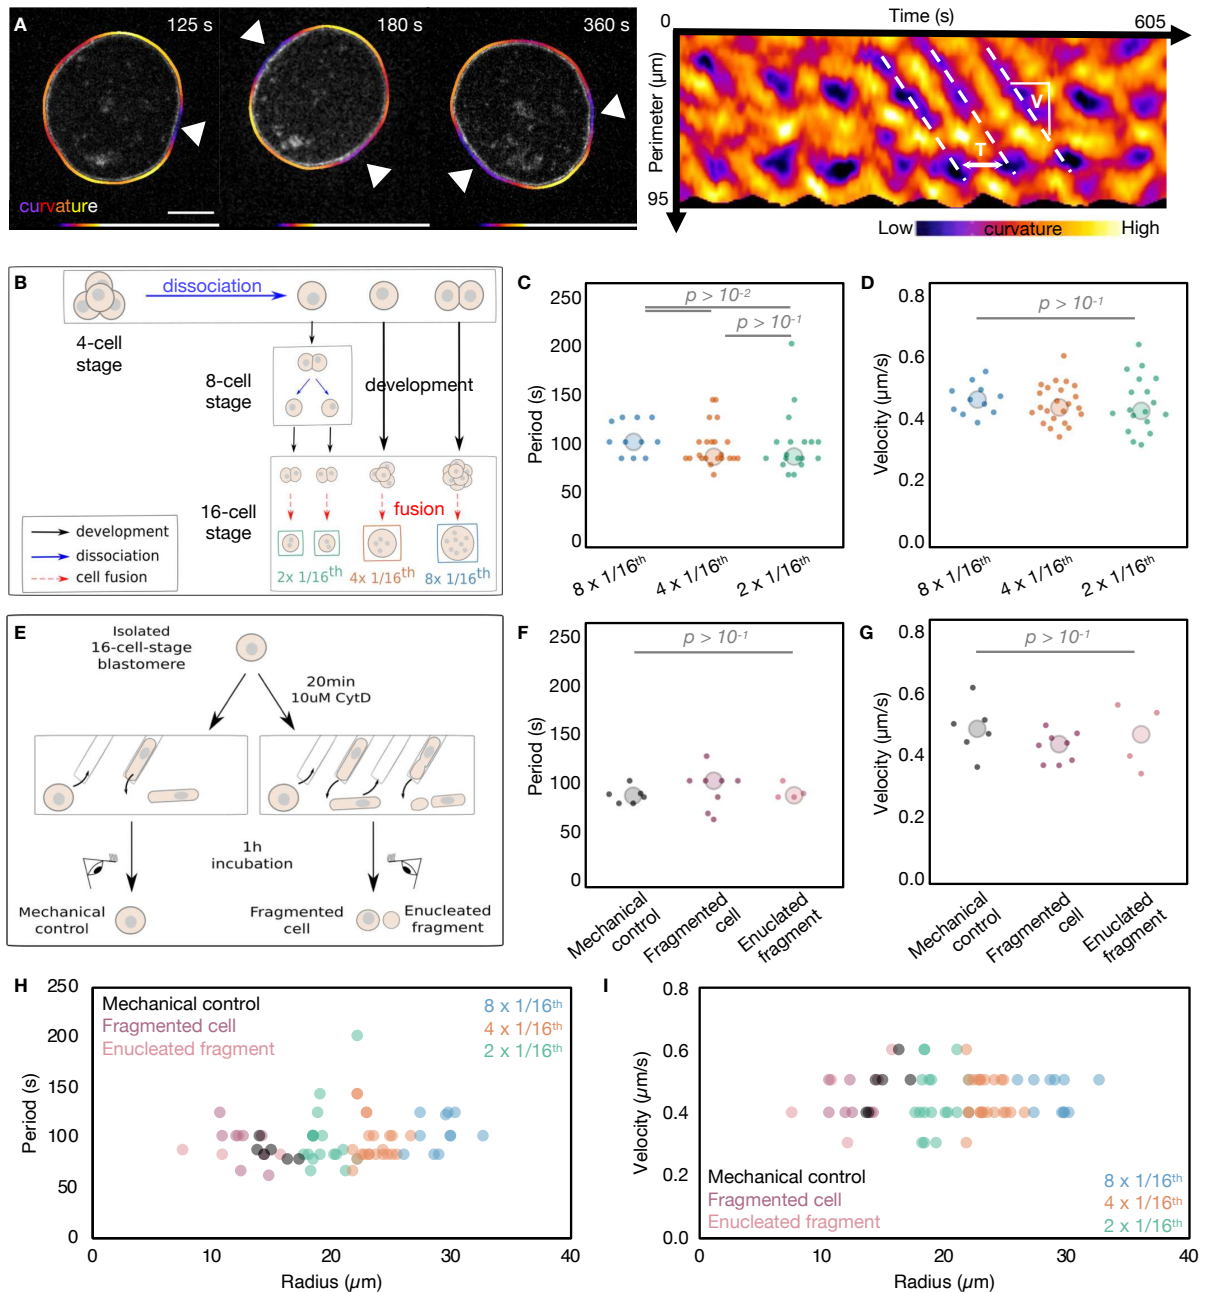 A
125 s
180 s
360 s
curvature
0
Time (s)
605
Perimeter (µm)
95
V
T
Low
curvature
High
B
dissociation
4-cell
stage
8-cell
stage
development
16-cell
stage
fusion
development
dissociation
cell fusion
2x 1/16th
4x 1/16th
8x 1/16th
C
Period (s)
250
200
150
100
50
0
p > 10-2
p > 10-1
8 x 1/16th
4 x 1/16th
2 x 1/16th
D
Velocity (µm/s)
0.8
0.6
0.4
0.2
0.0
p > 10-1
8 x 1/16th
4 x 1/16th
2 x 1/16th
E
Isolated
16-cell-stage
blastomere
20min
10uM CytD
1h
incubation
Mechanical
control
Fragmented
cell
Enucleated
fragment
F
Period (s)
250
200
150
100
50
0
p > 10-1
Mechanical
control
Fragmented
cell
Enuclated
fragment
G
Velocity (µm/s)
0.8
0.6
0.4
0.2
0.0
p > 10-1
Mechanical
control
Fragmented
cell
Enucleated
fragment
H
Period (s)
250
200
150
100
50
0
Mechanical control
Fragmented cell
Enucleated fragment
8 x 1/16th
4 x 1/16th
2 x 1/16th
0
10
20
30
40
Radius (µm)
I
Velocity (µm/s)
0.8
0.6
0.4
0.2
0.0
Mechanical control
Fragmented cell
Enucleated fragment
8 x 1/16th
4 x 1/16th
2 x 1/16th
0
10
20
30
40
Radius (µm)